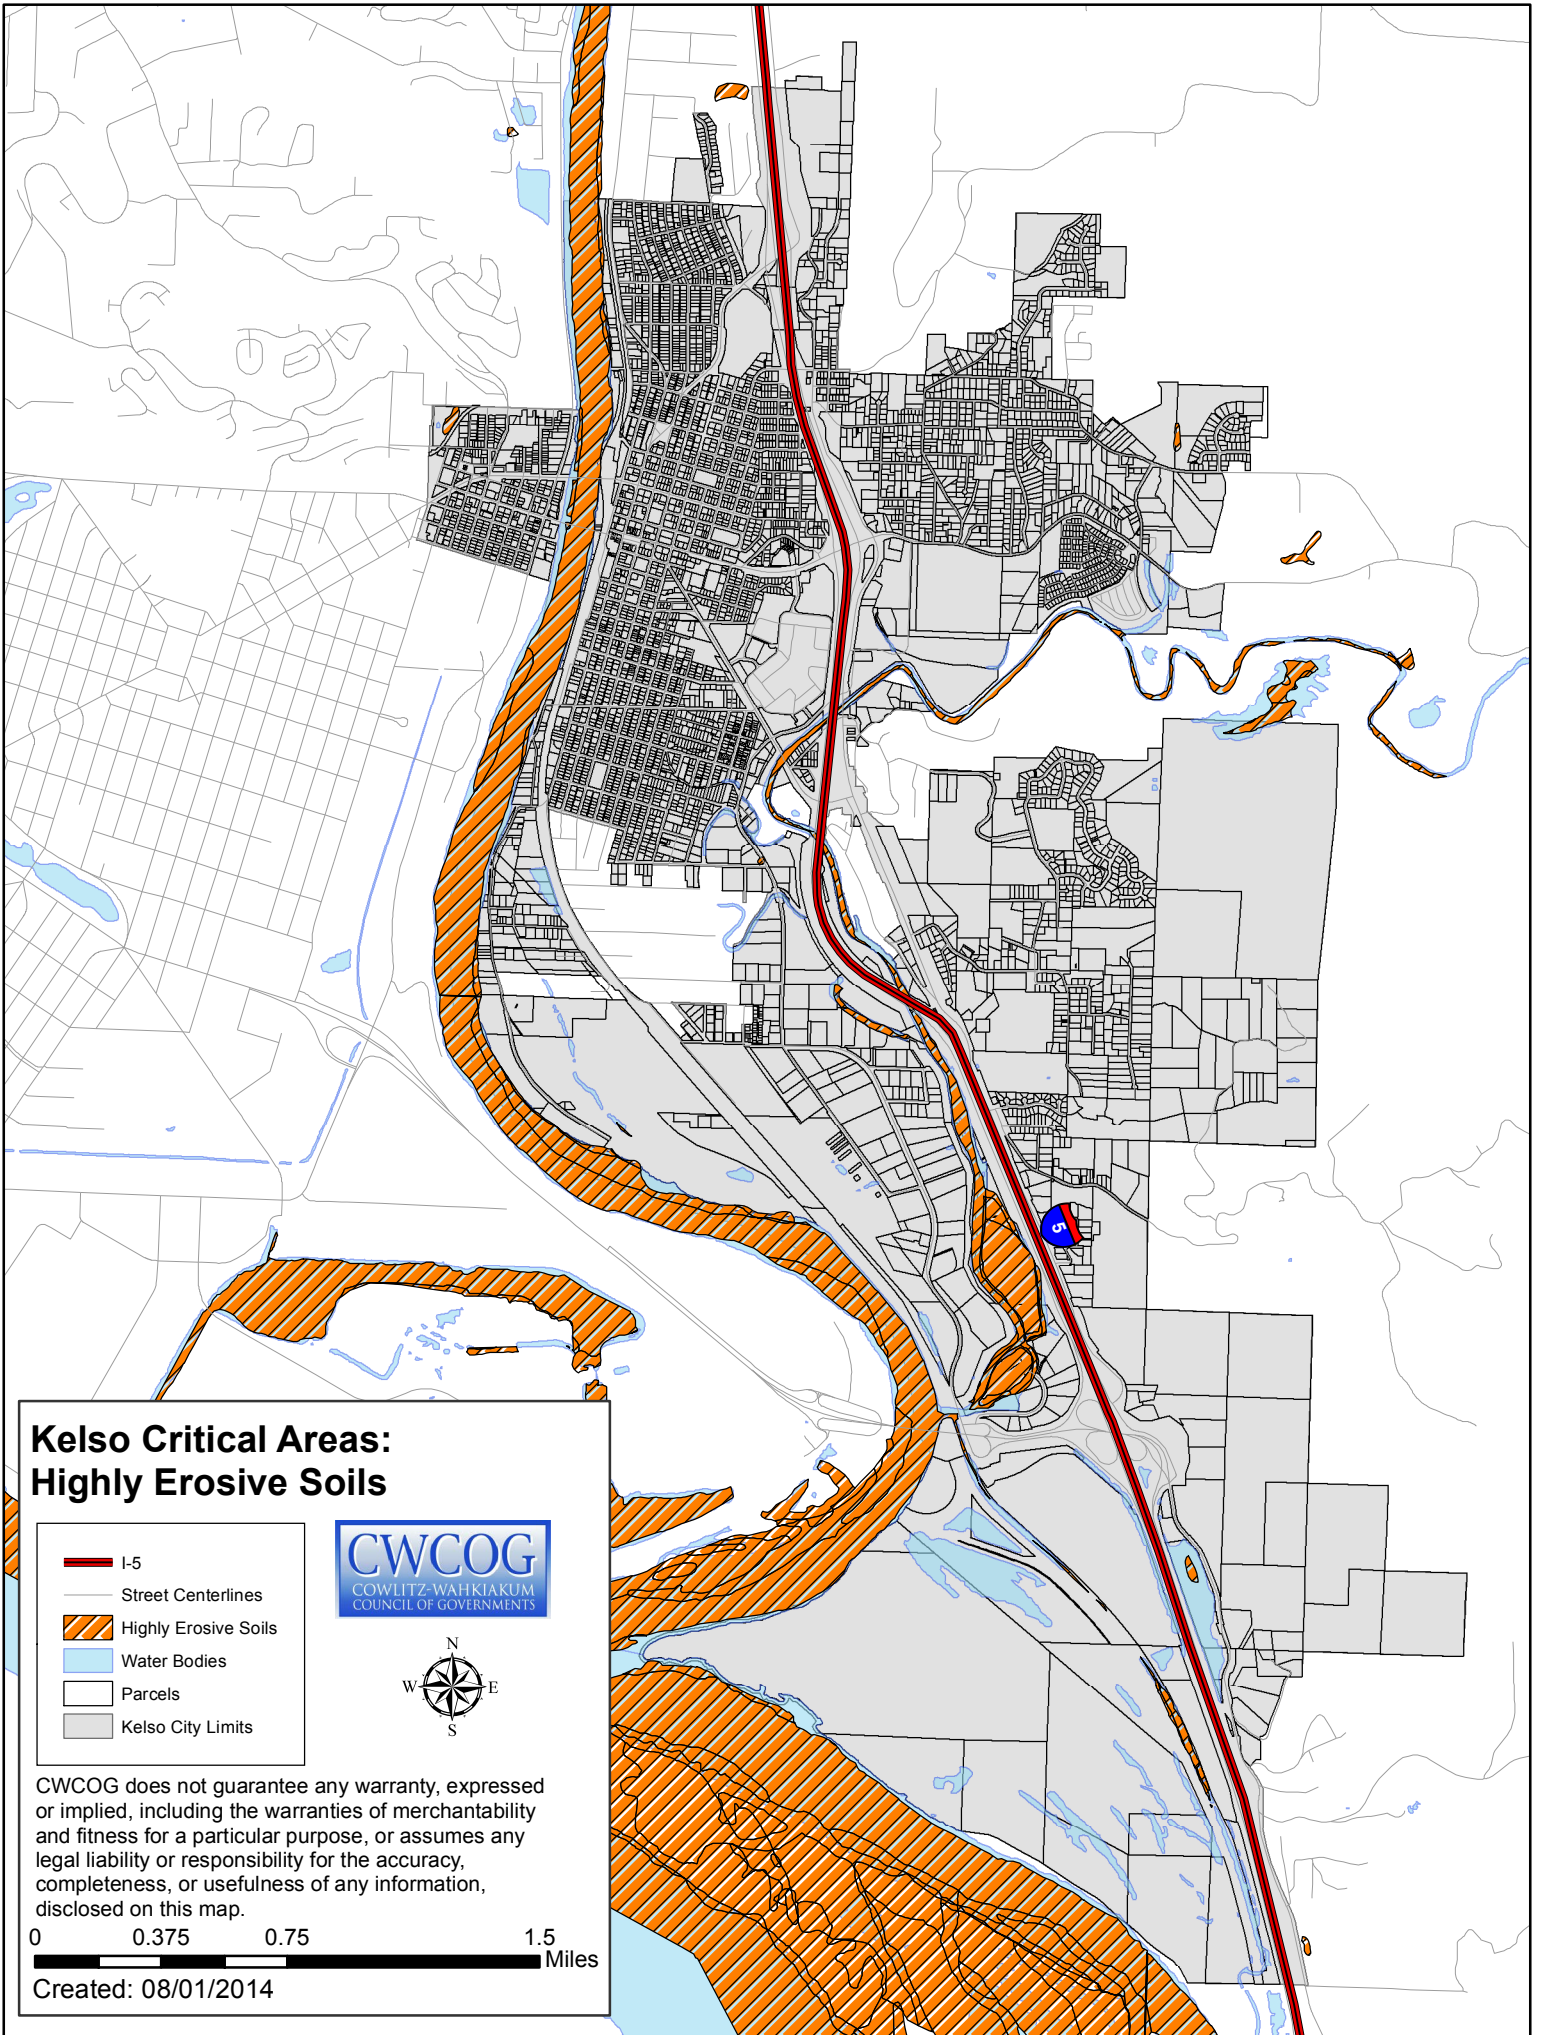 5
Kelso Critical Areas:
Highly Erosive Soils
I-5
Street Centerlines
Highly Erosive Soils
Water Bodies
Parcels
Kelso City Limits
CWCOG
COWLITZ-WAHKIAKUM
COUNCIL OF GOVERNMENTS
N
W E
S
CWCOG does not guarantee any warranty, expressed
or implied, including the warranties of merchantability
and fitness for a particular purpose, or assumes any
legal liability or responsibility for the accuracy,
completeness, or usefulness of any information,
disclosed on this map.
0 0.375 0.75 1.5
Miles
Created: 08/01/2014